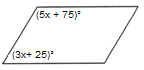 (5x + 75)°
(3x+ 25)°